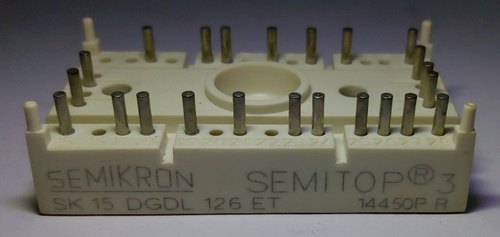 SEMIKRON SEMITOP® 3
SK 15 DGDL 126 ET 14450P R